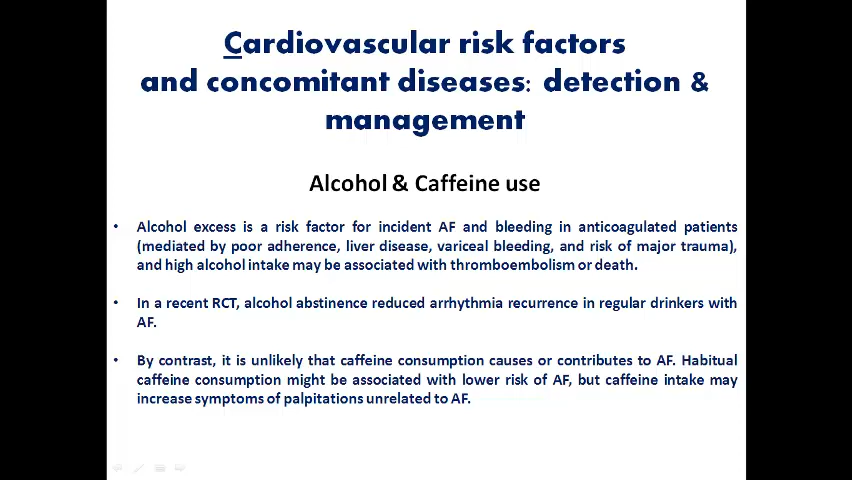 Cardiovascular risk factors
and concomitant diseases: detection &
management
Alcohol & Caffeine use
• Alcohol excess is a risk factor for incident AF and bleeding in anticoagulated patients
(mediated by poor adherence, liver disease, variceal bleeding, and risk of major trauma),
and high alcohol intake may be associated with thromboembolism or death.
• In a recent RCT, alcohol abstinence reduced arrhythmia recurrence in regular drinkers with
AF.
• By contrast, it is unlikely that caffeine consumption causes or contributes to AF. Habitual
caffeine consumption might be associated with lower risk of AF, but caffeine intake may
increase symptoms of palpitations unrelated to AF.